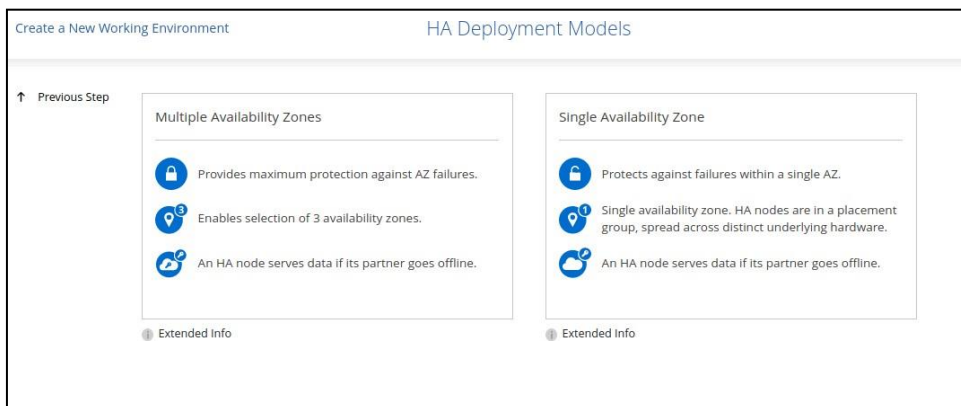 Create a New Working Environment
HA Deployment Models
↑ Previous Step
Multiple Availability Zones
Provides maximum protection against AZ failures.
3
Enables selection of 3 availability zones.
An HA node serves data if its partner goes offline.
i Extended Info
Single Availability Zone
Protects against failures within a single AZ.
1
Single availability zone. HA nodes are in a placement
group, spread across distinct underlying hardware.
An HA node serves data if its partner goes offline.
i Extended Info